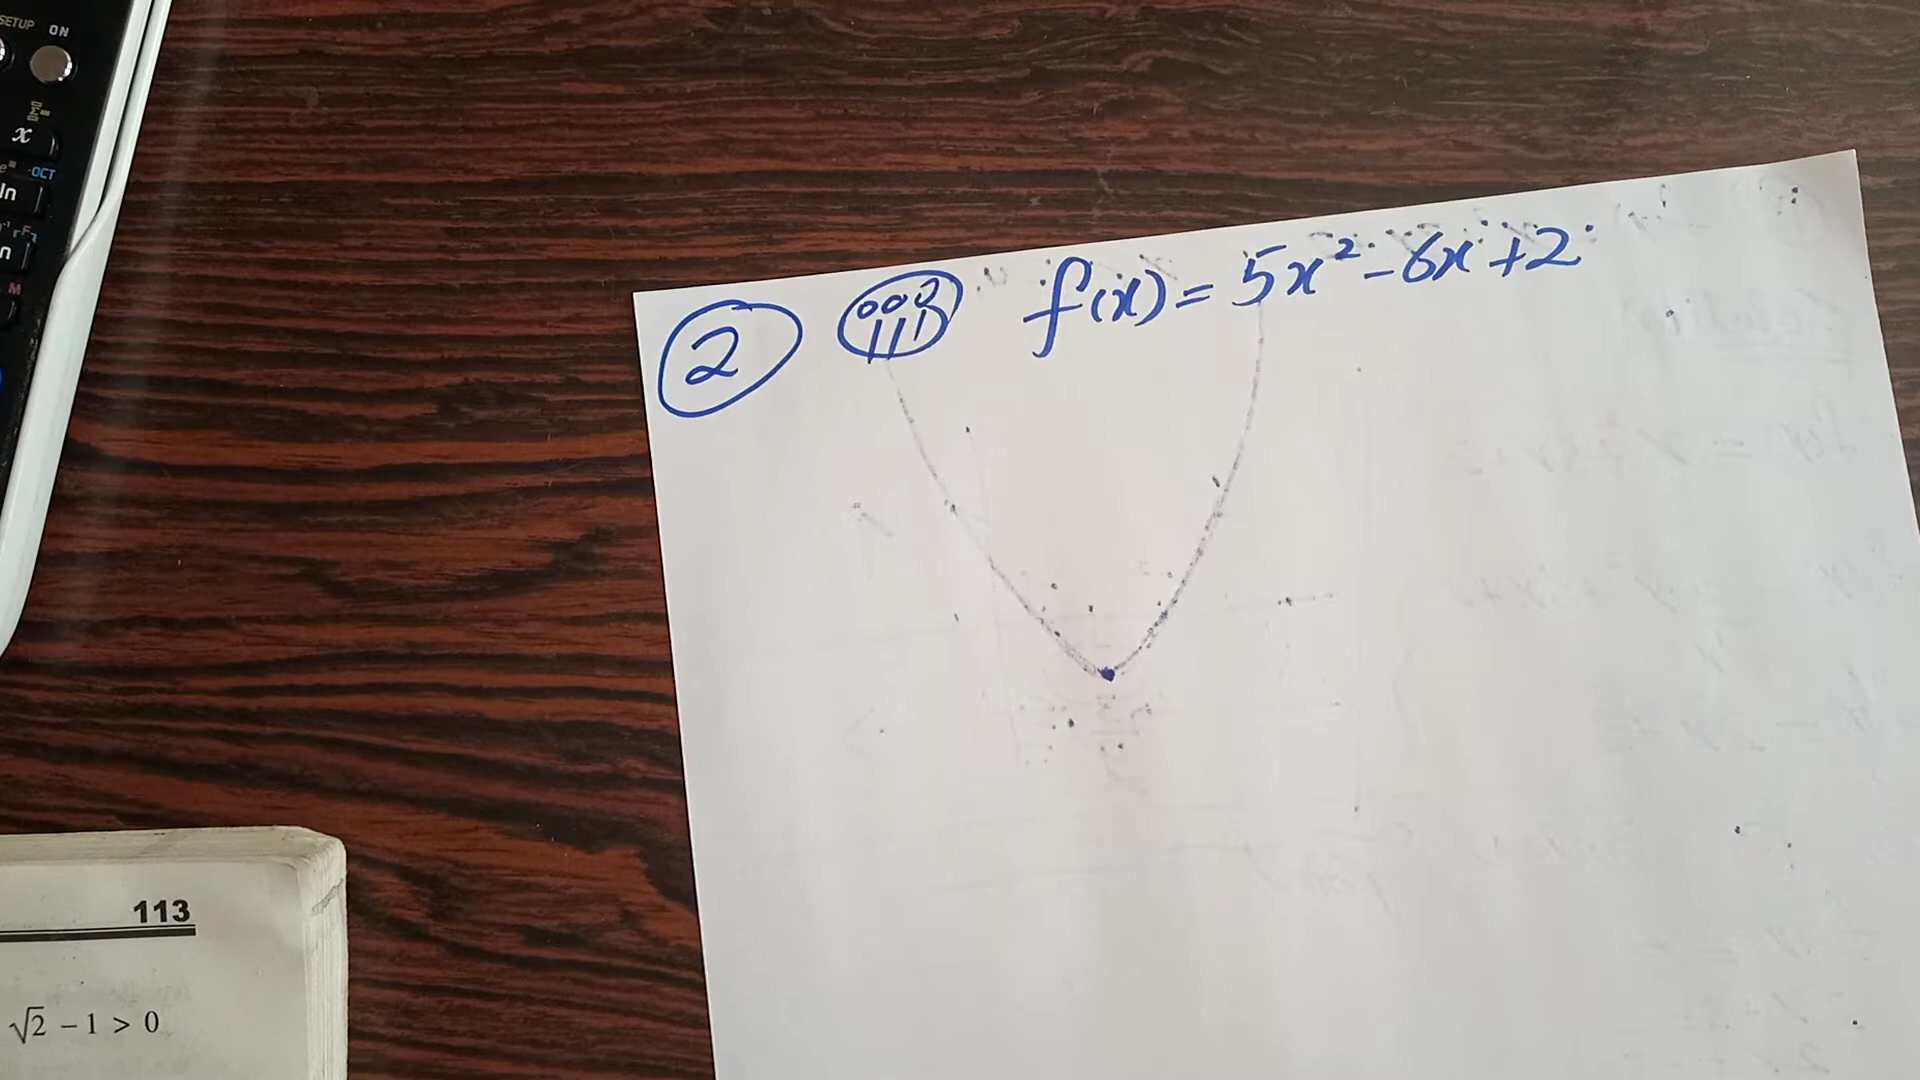 SETUP ON
Σ=
x
OCT
ln
n
M
② f(x) = 5x² - 6x + 2
113
√2 – 1 > 0